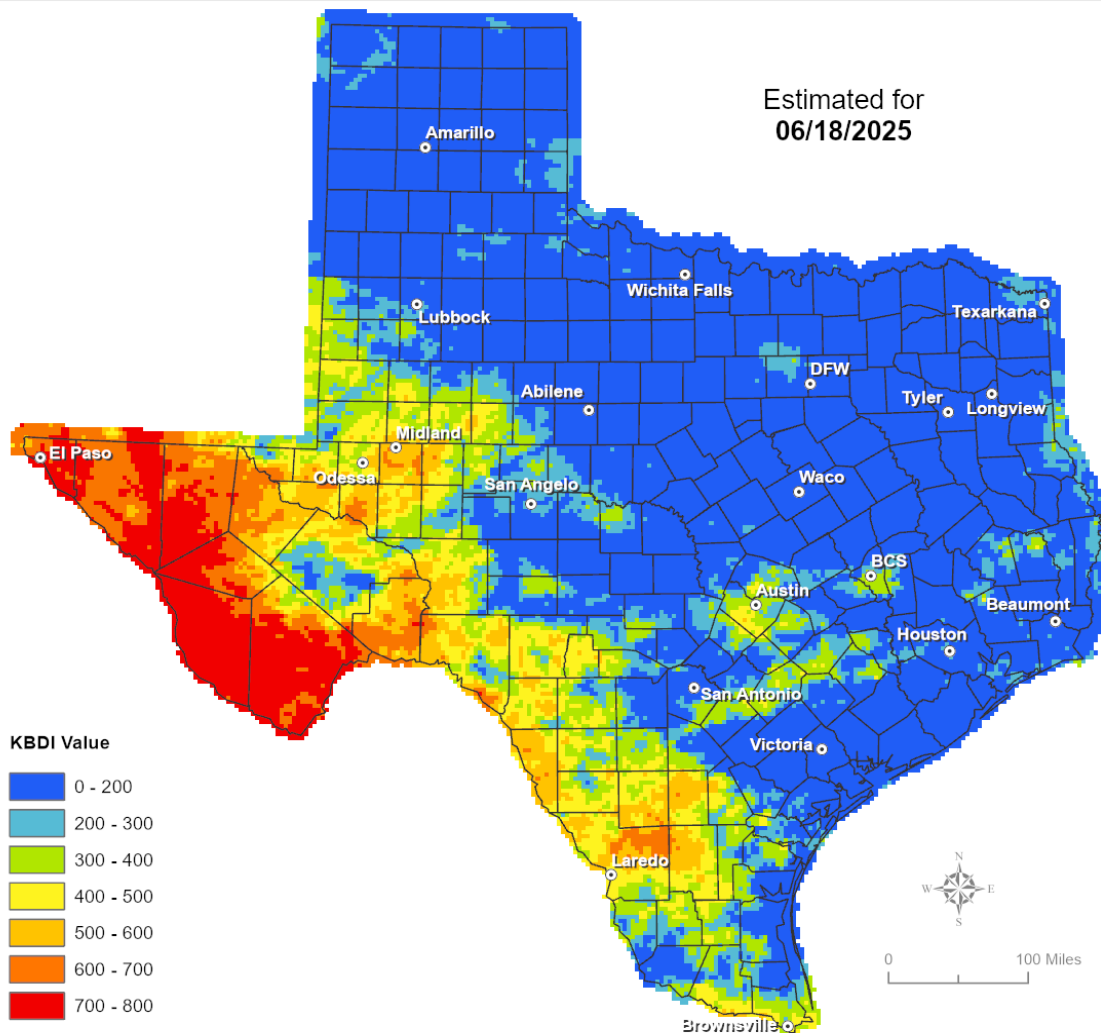 Estimated for
06/18/2025
Amarillo
Wichita Falls
Lubbock
Texarkana
DFW
Abilene
Tyler
Longview
Midland
El Paso
Odessa
San Angelo
Waco
BCS
Austin
Beaumont
Houston
San Antonio
Victoria
KBDI Value
0 - 200
200 - 300
300 - 400
400 - 500
500 - 600
600 - 700
700 - 800
Laredo
N
W E
S
0 100 Miles
Brownsville